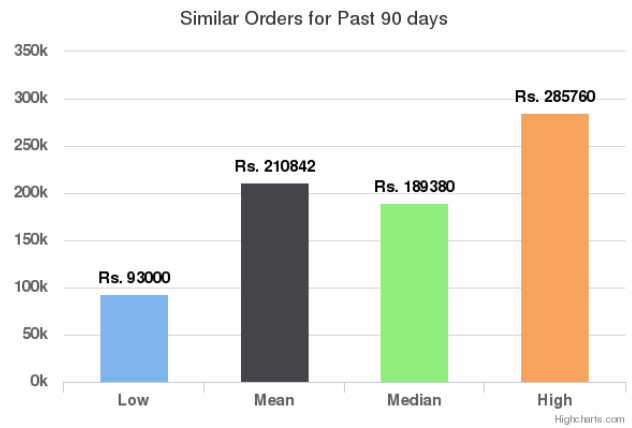 Similar Orders for Past 90 days
350k
300k
250k
200k
150k
100k
50k
0k
Rs. 93000
Rs. 210842
Rs. 189380
Rs. 285760
Low
Mean
Median
High
Highcharts.com